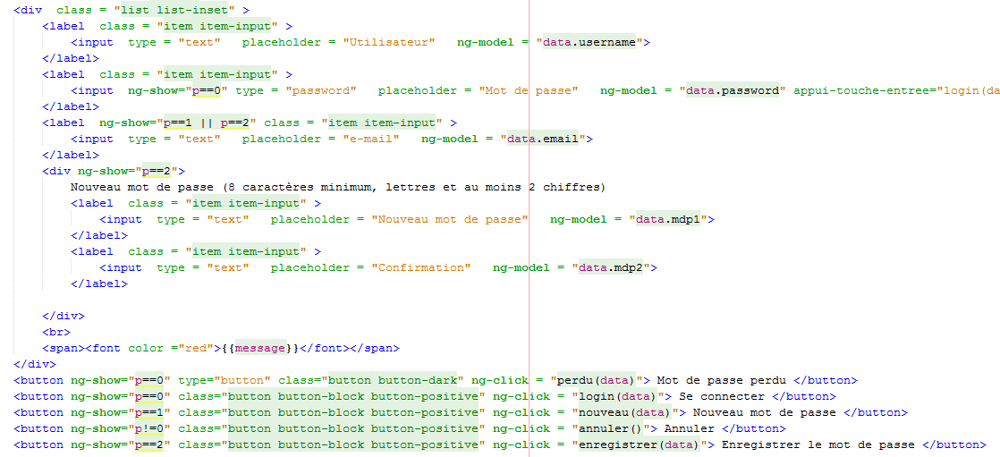 <div  class = "list list-inset" >
<label  class = "item item-input" >
<input  type = "text"   placeholder = "Utilisateur"   ng-model = "data.username">
</label>
<label  class = "item item-input" >
<input  ng-show="p==0" type = "password"   placeholder = "Mot de passe"   ng-model = "data.password" appui-touche-entree="login(da
</label>
<label  ng-show="p==1 || p==2" class = "item item-input" >
<input  type = "text"   placeholder = "e-mail"   ng-model = "data.email">
</label>
<div ng-show="p==2">
Nouveau mot de passe (8 caractères minimum, lettres et au moins 2 chiffres)
<label  class = "item item-input" >
<input  type = "text"   placeholder = "Nouveau mot de passe"   ng-model = "data.mdp1">
</label>
<label  class = "item item-input" >
<input  type = "text"   placeholder = "Confirmation"   ng-model = "data.mdp2">
</label>
</div>
<br>
<span><font color ="red">{{message}}</font></span>
</div>
<button ng-show="p==0" type="button" class="button button-dark" ng-click = "perdu(data)"> Mot de passe perdu </button>
<button ng-show="p==0" class="button button-block button-positive" ng-click = "login(data)"> Se connecter </button>
<button ng-show="p==1" class="button button-block button-positive" ng-click = "nouveau(data)"> Nouveau mot de passe </button>
<button ng-show="p!=0" class="button button-block button-positive" ng-click = "annuler()"> Annuler </button>
<button ng-show="p==2" class="button button-block button-positive" ng-click = "enregistrer(data)"> Enregistrer le mot de passe </button>